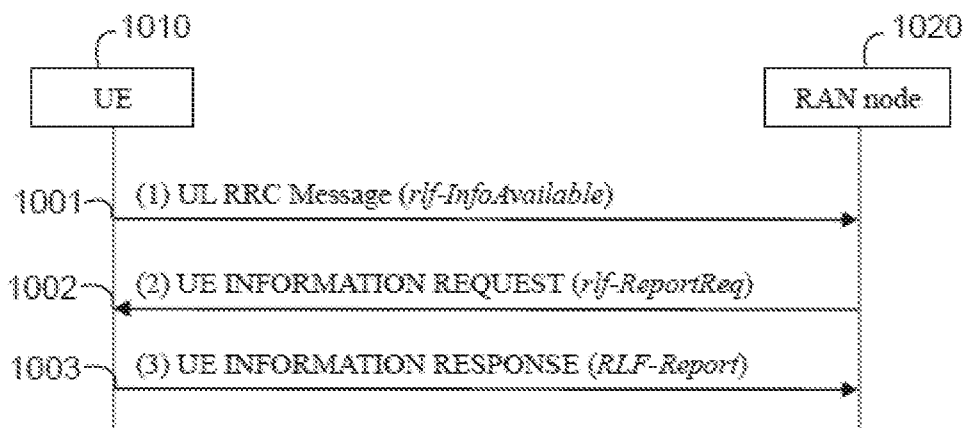 1010
1020
UE
RAN node
1001
(1) UL RRC Message (rlf-InfoAvailable)
1002
(2) UE INFORMATION REQUEST (rlf-ReportReq)
1003
(3) UE INFORMATION RESPONSE (RLF-Report)